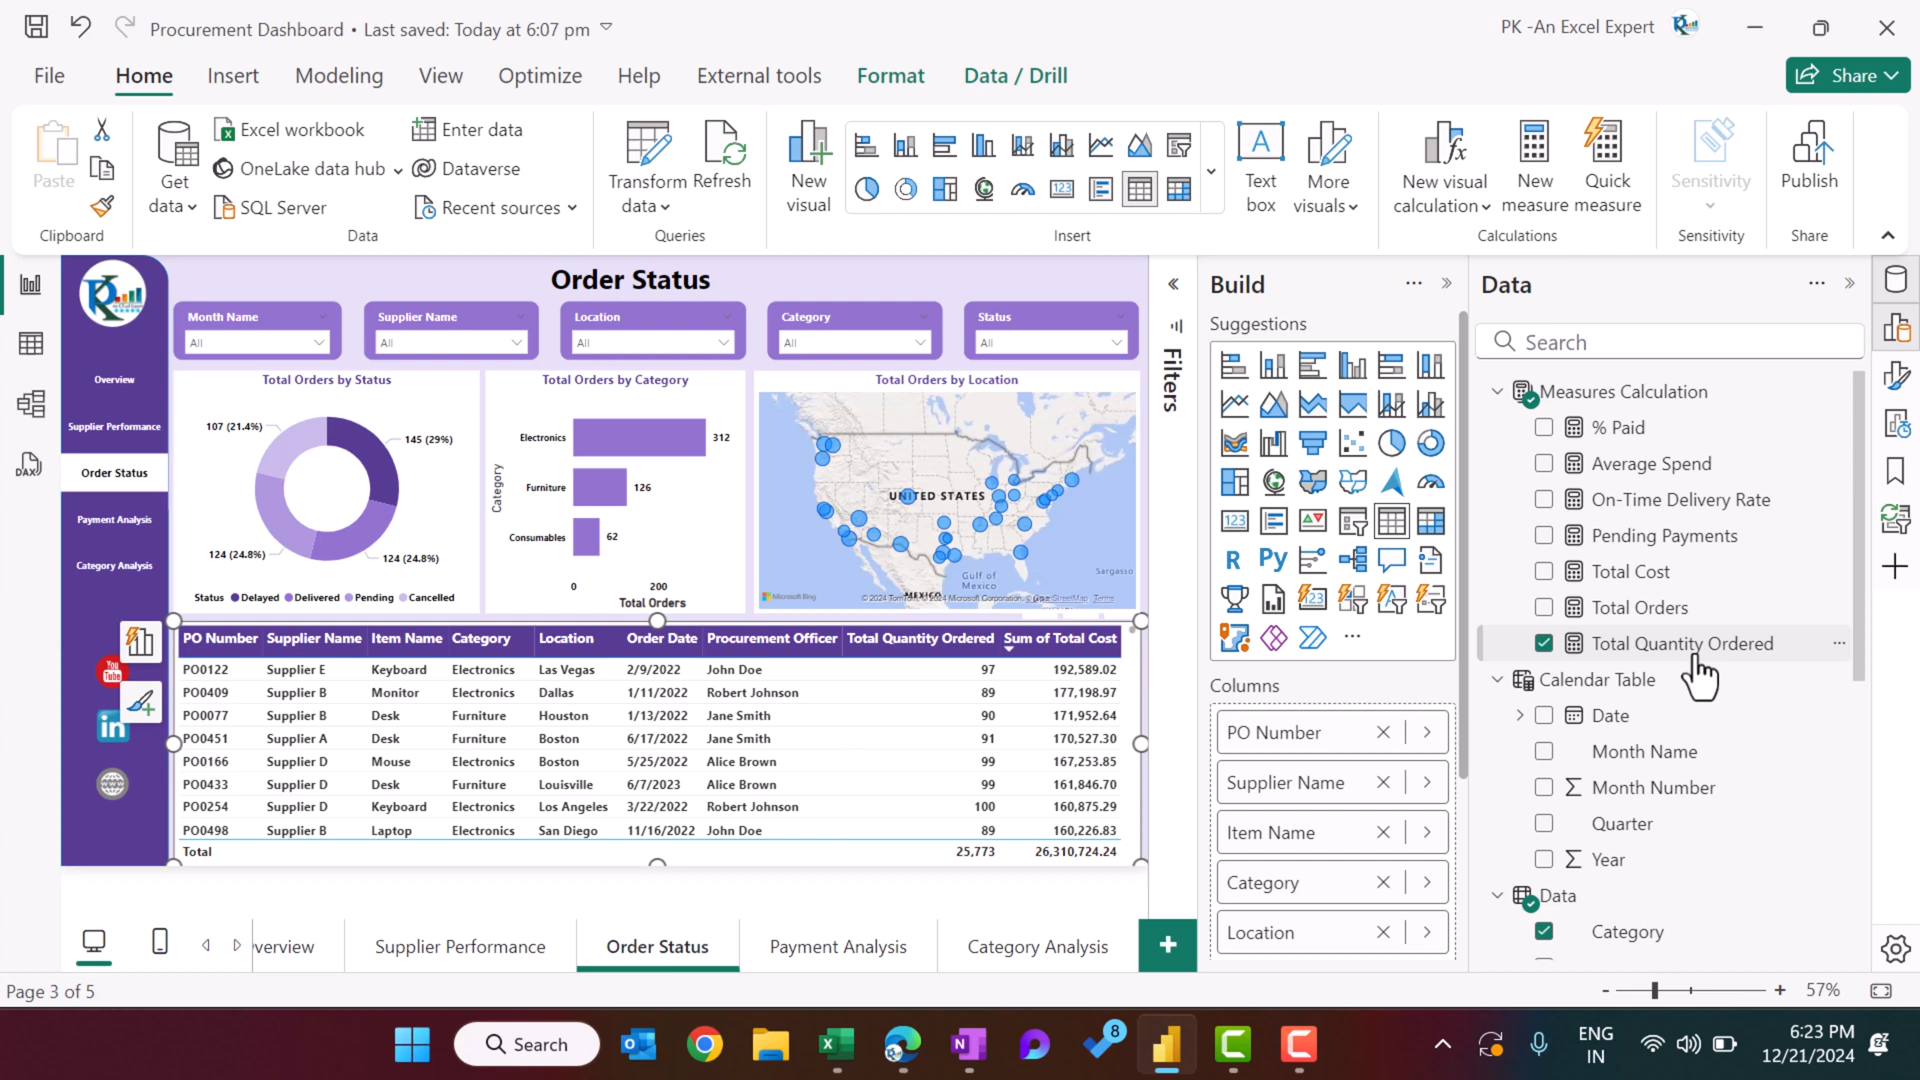 Procurement Dashboard • Last saved: Today at 6:07 pm
PK -An Excel Expert
File Home Insert Modeling View Optimize Help External tools Format Data / Drill
Share
Paste
Clipboard
Get data
Excel workbook
OneLake data hub
SQL Server
Enter data
Dataverse
Recent sources
Data
Transform data
Refresh
Queries
New visual
Text box
More visuals
Insert
New visual calculation
New measure
Quick measure
Calculations
Sensitivity
Sensitivity
Publish
Share
Order Status
Month Name
All
Supplier Name
All
Location
All
Category
All
Status
All
Overview
Supplier Performance
Order Status
Payment Analysis
Category Analysis
You Tube
in
Total Orders by Status
107 (21.4%)
145 (29%)
124 (24.8%)
124 (24.8%)
Status Delayed Delivered Pending Cancelled
Total Orders by Category
Category
Electronics 312
Furniture 126
Consumables 62
0 200
Total Orders
Total Orders by Location
UNITED STATES
Gulf of
Mexico
MEXICO
Sargasso
Microsoft Bing
© 2024 TomTom, © 2024 Microsoft Corporation, © OpenStreetMap Terms
PO Number Supplier Name Item Name Category Location Order Date Procurement Officer Total Quantity Ordered Sum of Total Cost
PO0122 Supplier E Keyboard Electronics Las Vegas 2/9/2022 John Doe 97 192,589.02
PO0409 Supplier B Monitor Electronics Dallas 1/11/2022 Robert Johnson 89 177,198.97
PO0077 Supplier B Desk Furniture Houston 1/13/2022 Jane Smith 90 171,952.64
PO0451 Supplier A Desk Furniture Boston 6/17/2022 Jane Smith 91 170,527.30
PO0166 Supplier D Mouse Electronics Boston 5/25/2022 Alice Brown 99 167,253.85
PO0433 Supplier D Desk Furniture Louisville 6/7/2023 Alice Brown 99 161,846.70
PO0254 Supplier D Keyboard Electronics Los Angeles 3/22/2022 Robert Johnson 100 160,875.29
PO0498 Supplier B Laptop Electronics San Diego 11/16/2022 John Doe 89 160,226.83
Total 25,773 26,310,724.24
Filters
Build
Suggestions
123
R Py
123
Columns
PO Number
Supplier Name
Item Name
Category
Location
Data
Search
Measures Calculation
% Paid
Average Spend
On-Time Delivery Rate
Pending Payments
Total Cost
Total Orders
Total Quantity Ordered
Calendar Table
Date
Month Name
Month Number
Quarter
Year
Data
Category
DAX
verview Supplier Performance Order Status Payment Analysis Category Analysis
Page 3 of 5
57%
Search
8
ENG
IN
6:23 PM
12/21/2024